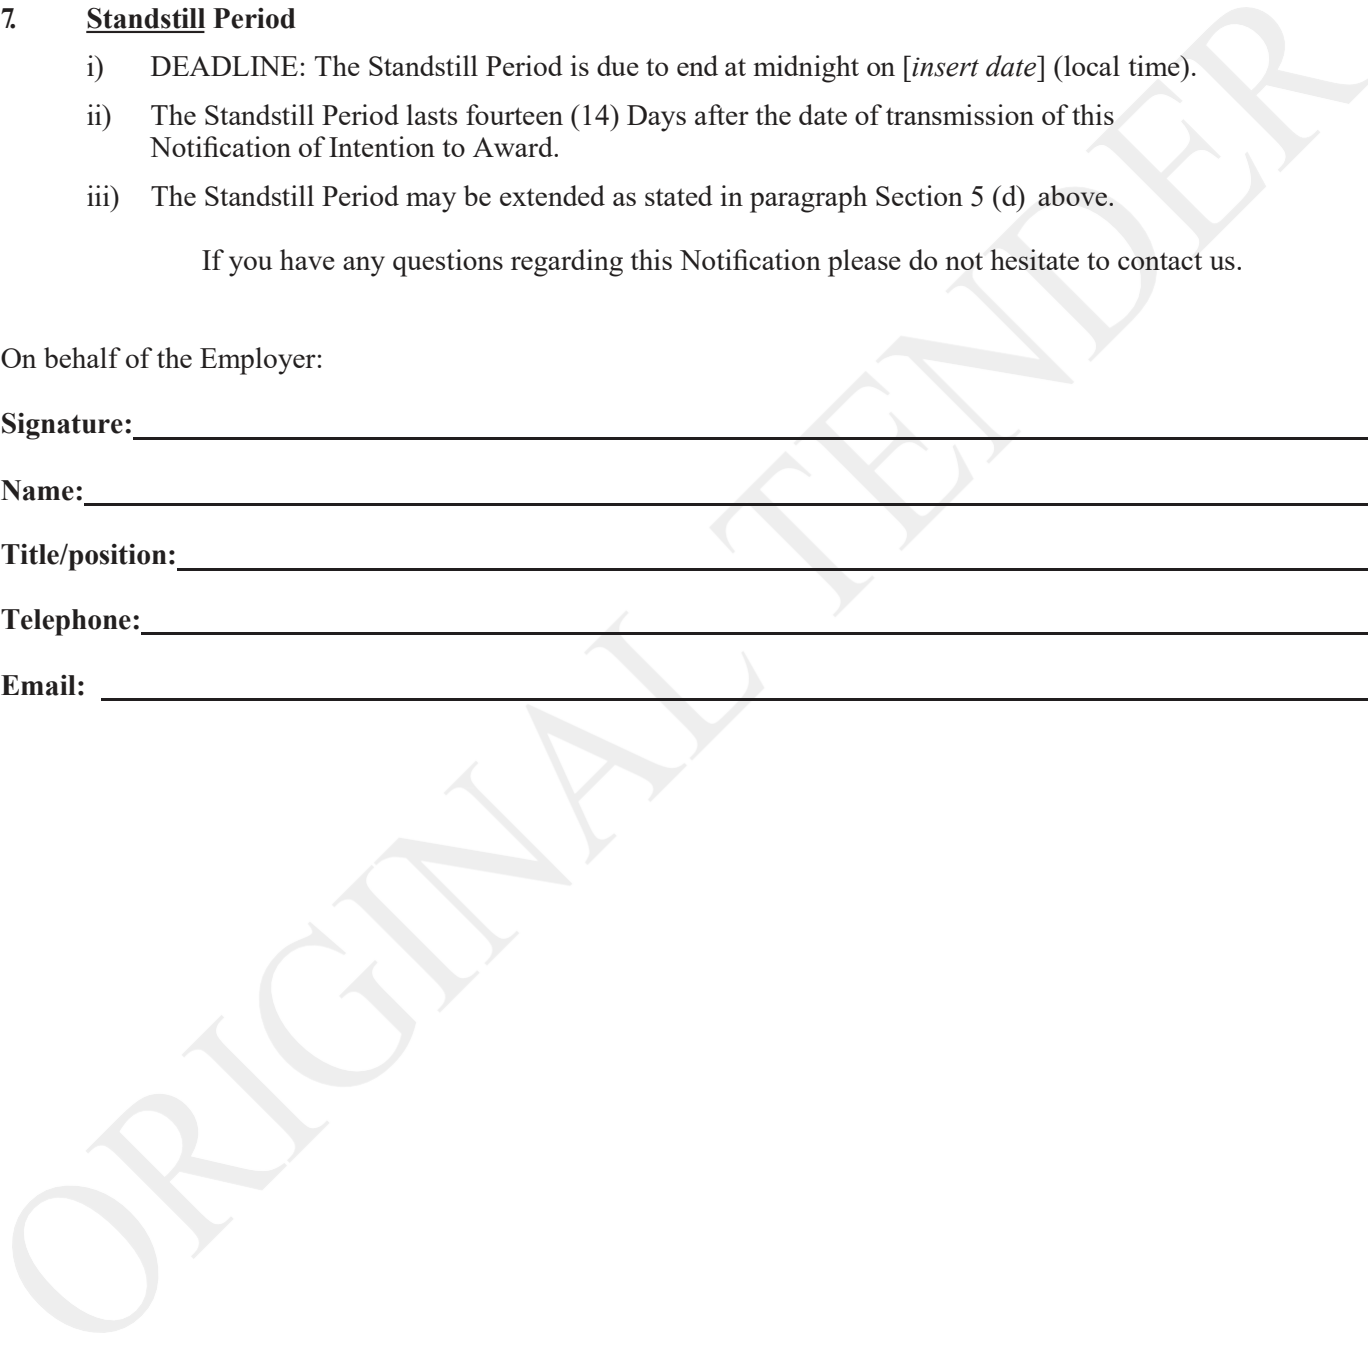 7. Standstill Period
i) DEADLINE: The Standstill Period is due to end at midnight on [insert date] (local time).
ii) The Standstill Period lasts fourteen (14) Days after the date of transmission of this
Notification of Intention to Award.
iii) The Standstill Period may be extended as stated in paragraph Section 5 (d) above.
If you have any questions regarding this Notification please do not hesitate to contact us.
On behalf of the Employer:
Signature:
Name:
Title/position:
Telephone:
Email:
ORIGINAL TENDER